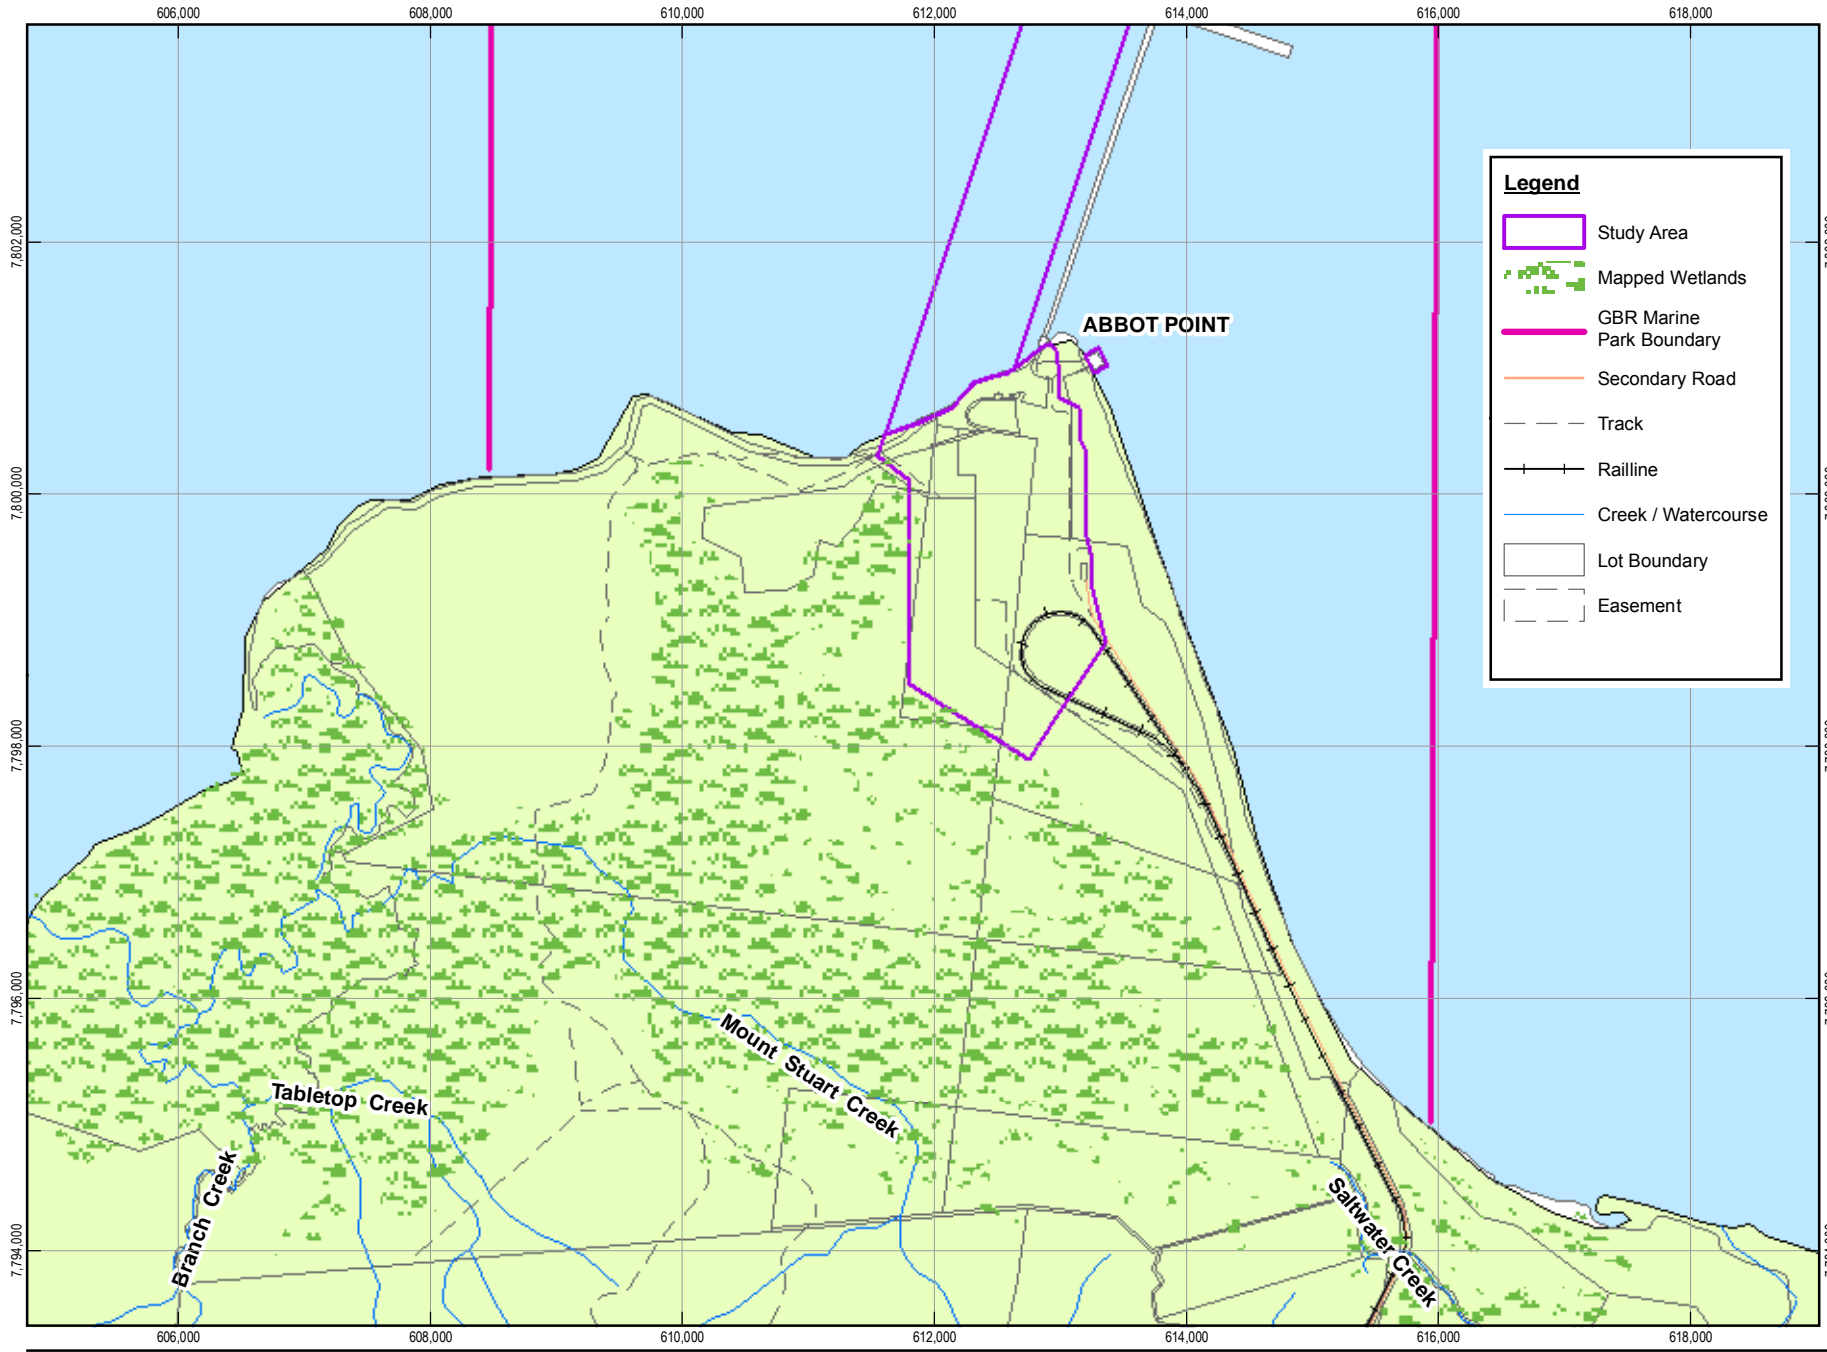 606,000 608,000 610,000 612,000 614,000 616,000 618,000
7,802,000
ABBOT POINT
7,800,000
7,798,000
7,796,000
7,794,000
Legend
Study Area
Mapped Wetlands
GBR Marine
Park Boundary
Secondary Road
Track
Railline
Creek / Watercourse
Lot Boundary
Easement
Mount Stuart Creek
Tabletop Creek
Branch Creek
Saltwater Creek
606,000 608,000 610,000 612,000 614,000 616,000 618,000